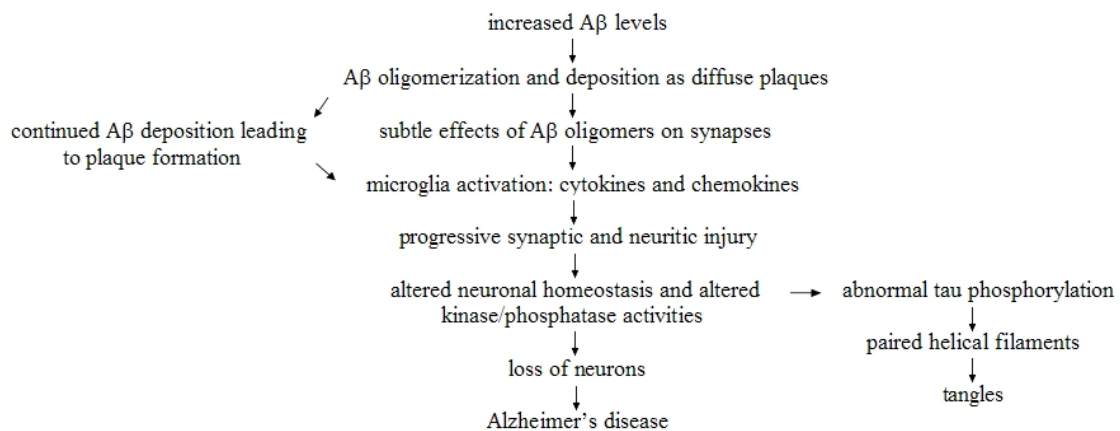 increased Aβ levels
Aβ oligomerization and deposition as diffuse plaques
continued Aβ deposition leading
to plaque formation
subtle effects of Aβ oligomers on synapses
microglia activation: cytokines and chemokines
progressive synaptic and neuritic injury
altered neuronal homeostasis and altered
kinase/phosphatase activities
abnormal tau phosphorylation
paired helical filaments
loss of neurons
tangles
Alzheimer's disease